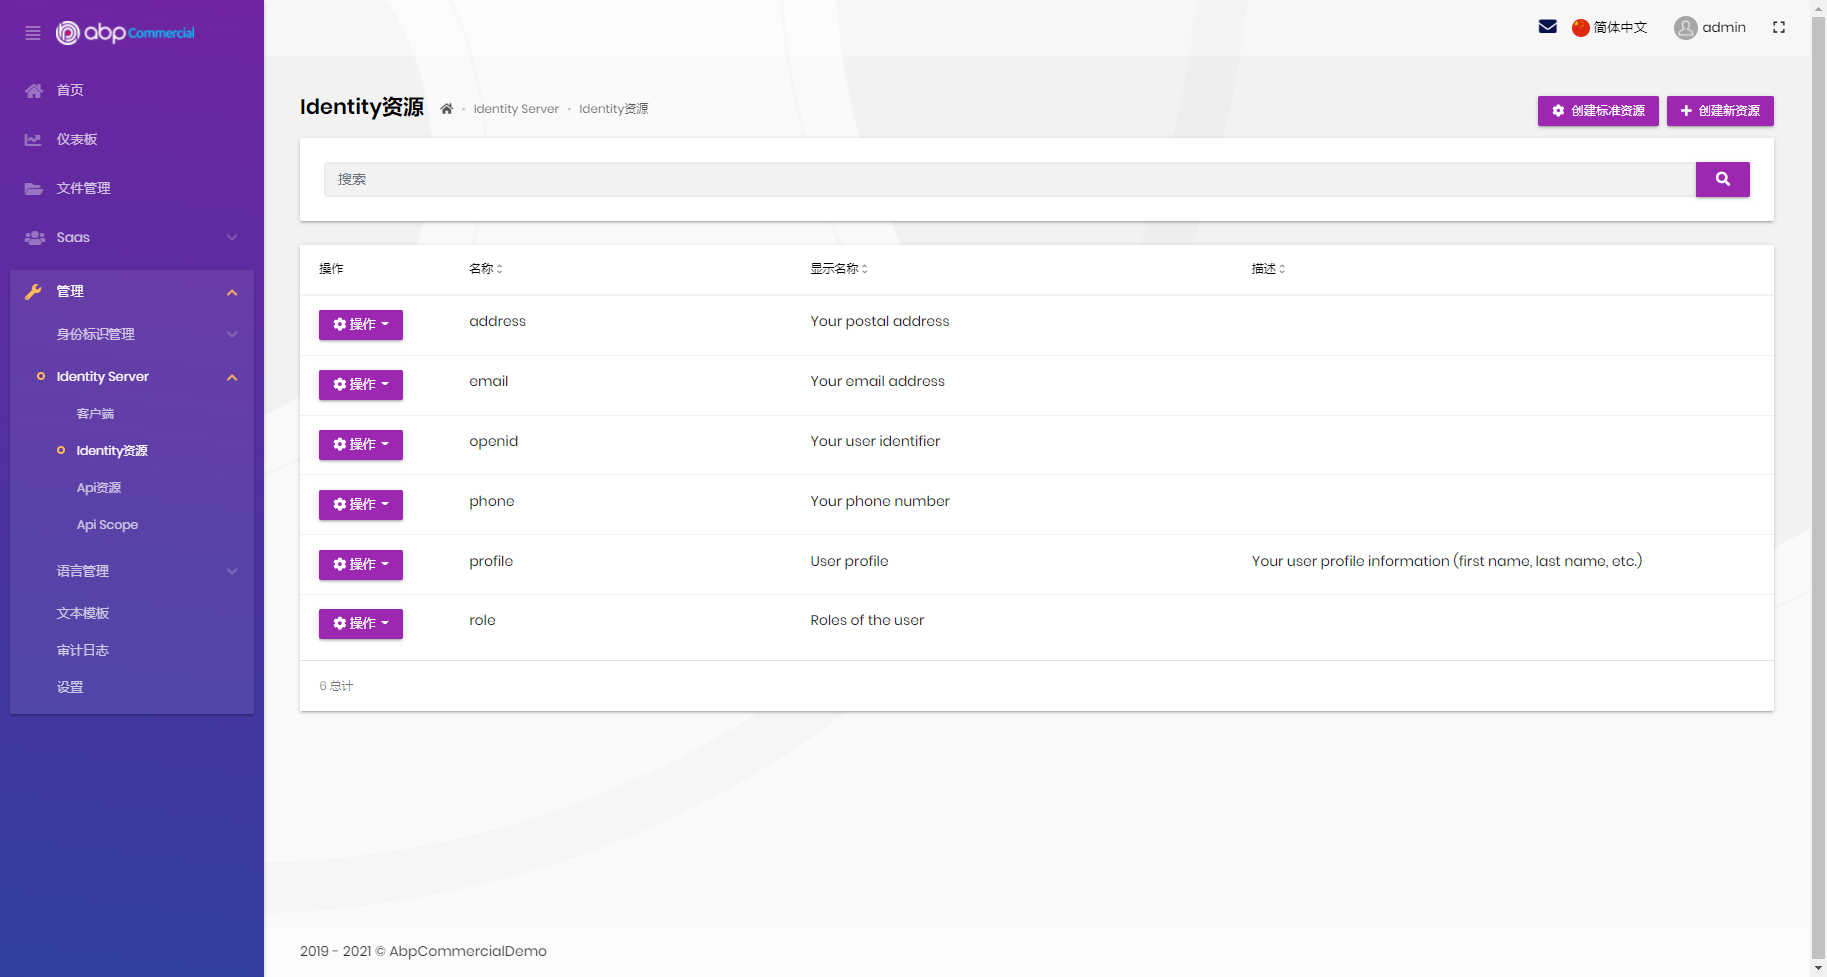 abp Commercial
首页
仪表板
文件管理
Saas
管理
身份标识管理
Identity Server
客户端
Identity资源
Api资源
Api Scope
语言管理
文本模板
审计日志
设置
简体中文
admin
Identity资源
Identity Server
Identity资源
创建标准资源
创建新资源
搜索
操作 名称 显示名称 描述
操作 address Your postal address
操作 email Your email address
操作 openid Your user identifier
操作 phone Your phone number
操作 profile User profile Your user profile information (first name, last name, etc.)
操作 role Roles of the user
6 总计
2019 - 2021 © AbpCommercialDemo